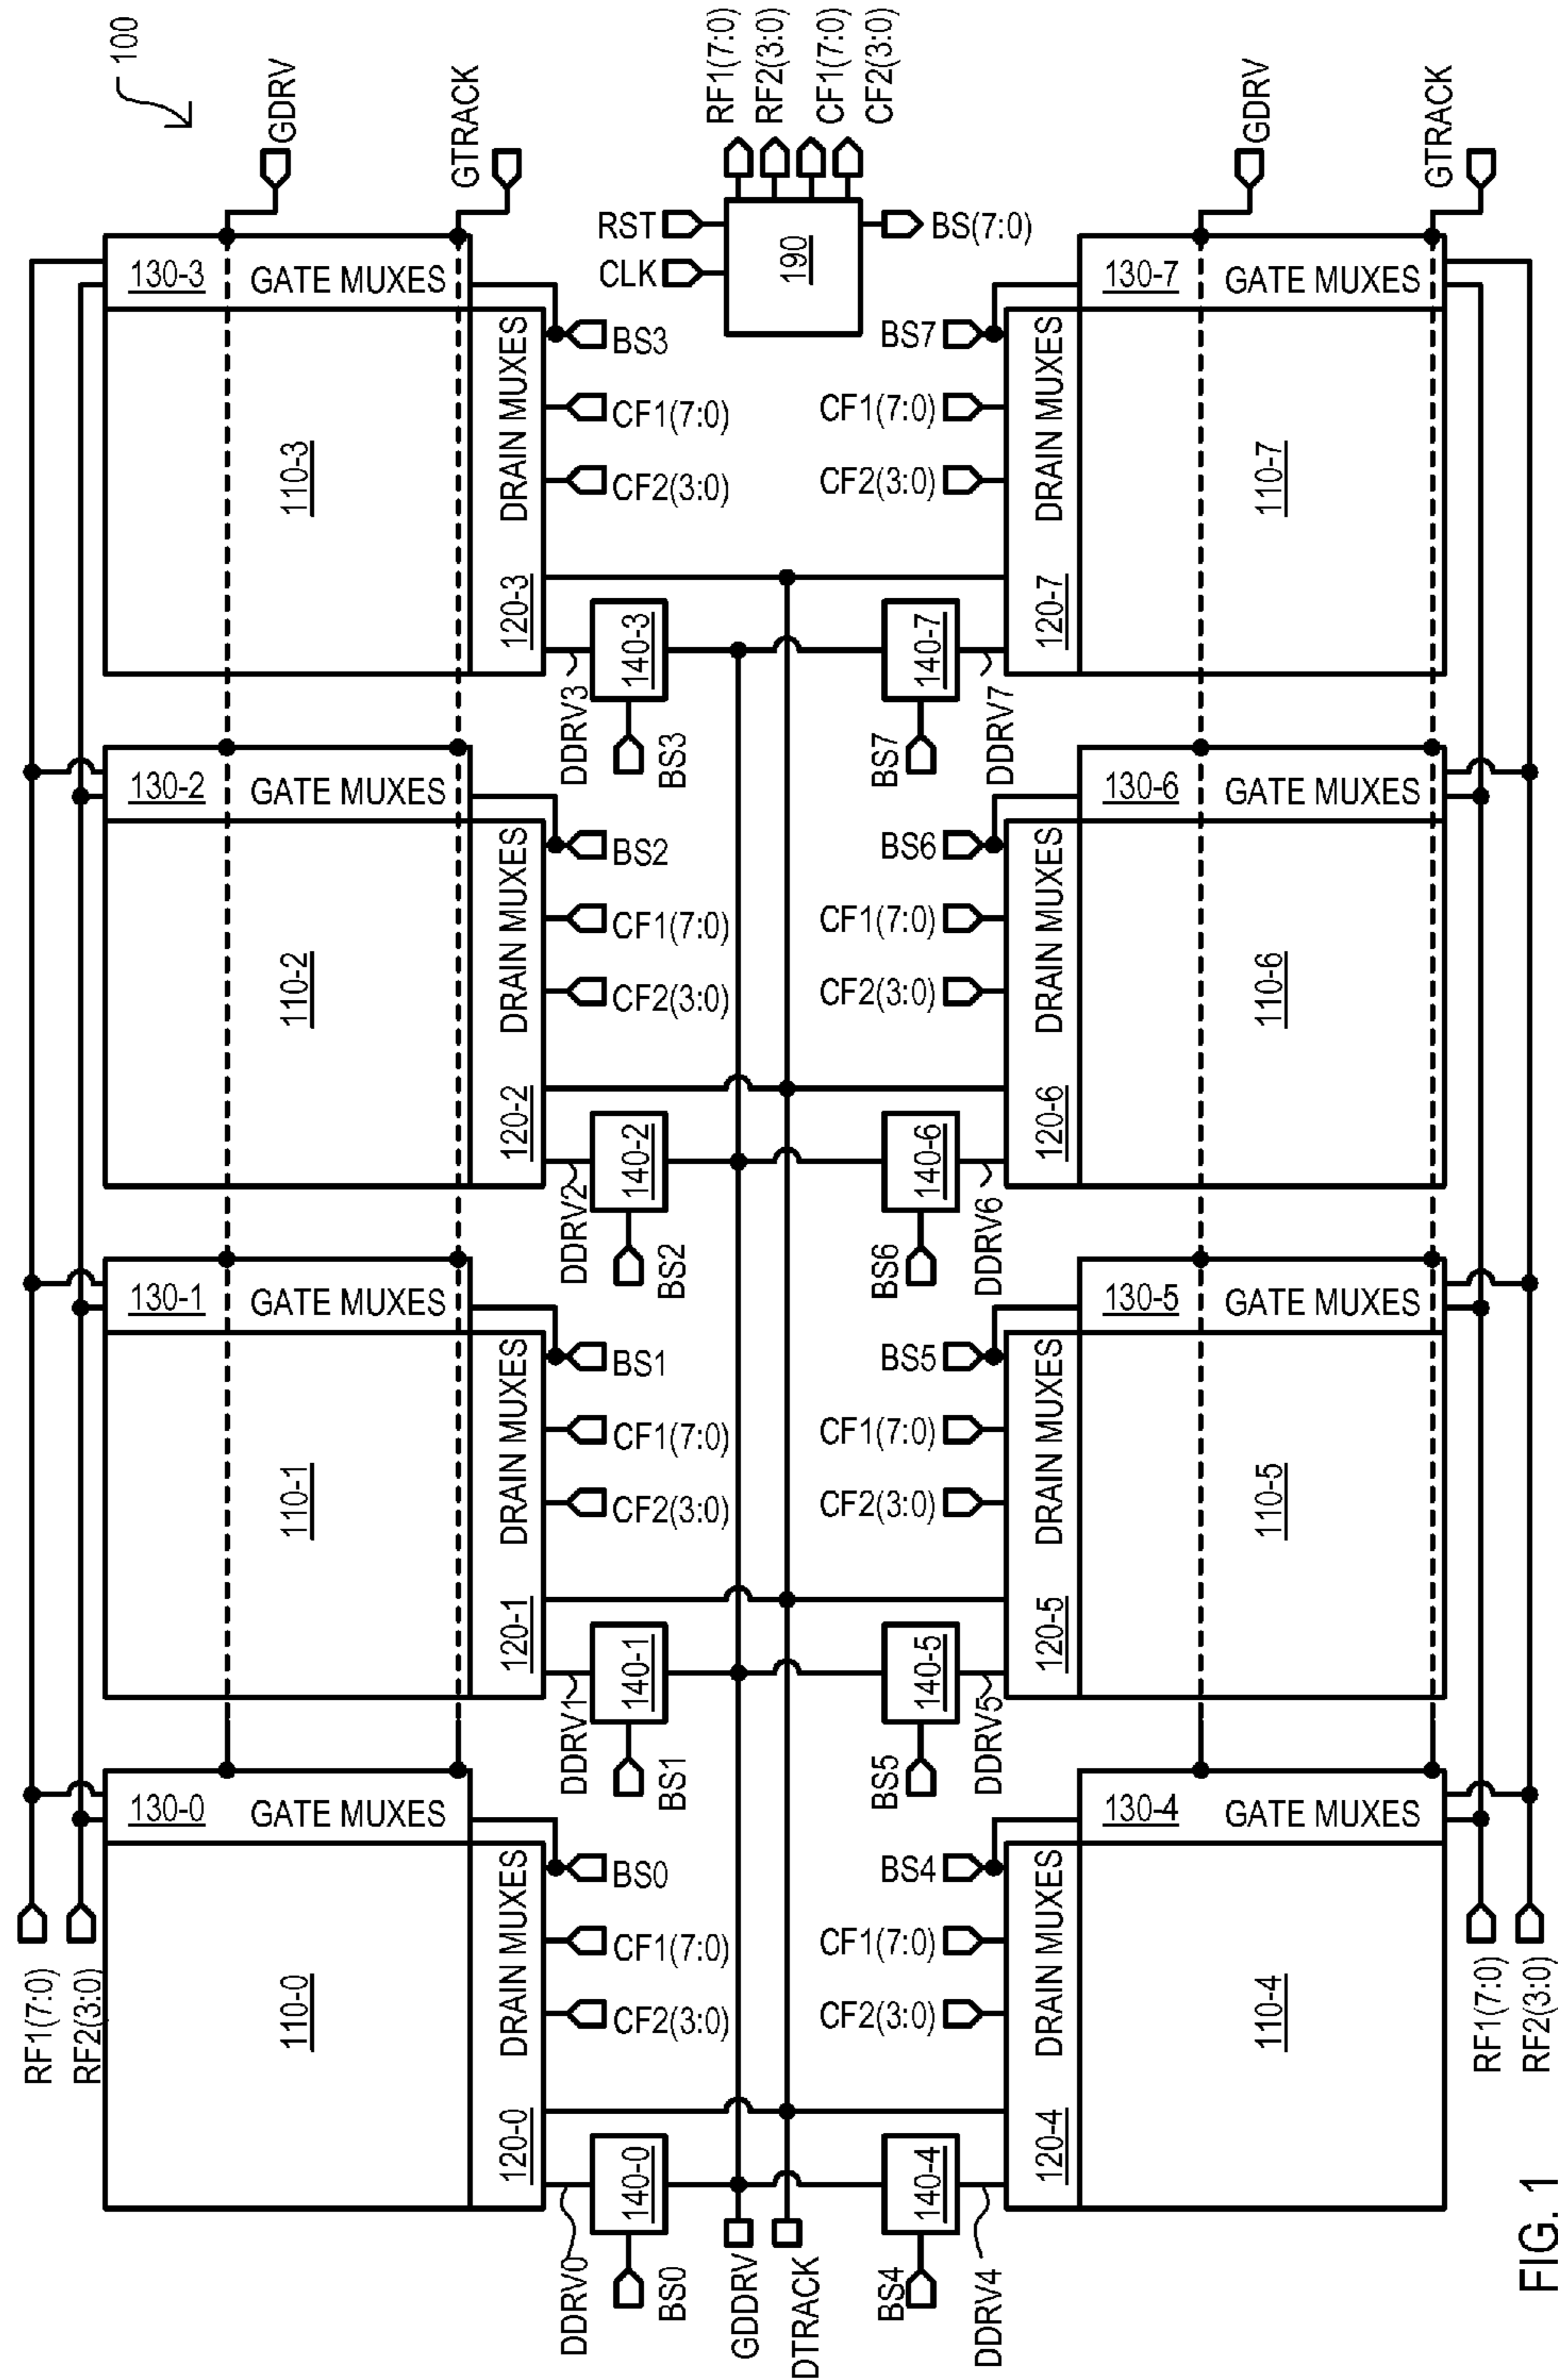 100
RF1(7:0)
RF2(3:0)
110-0
130-0
GATE MUXES
120-0
DRAIN MUXES
110-1
130-1
GATE MUXES
120-1
DRAIN MUXES
110-2
130-2
GATE MUXES
120-2
DRAIN MUXES
110-3
130-3
GATE MUXES
120-3
DRAIN MUXES
GDRV
GTRACK
DDRV0
140-0
BS0
CF2(3:0)
CF1(7:0)
BS0
DDRV1
140-1
BS1
CF2(3:0)
CF1(7:0)
BS1
DDRV2
140-2
BS2
CF2(3:0)
CF1(7:0)
BS2
DDRV3
140-3
BS3
CF2(3:0)
CF1(7:0)
BS3
GDDRV
DTRACK
RST
CLK
190
RF1(7:0)
RF2(3:0)
CF1(7:0)
CF2(3:0)
BS(7:0)
BS4
140-4
DDRV4
CF2(3:0)
CF1(7:0)
BS4
BS5
140-5
DDRV5
CF2(3:0)
CF1(7:0)
BS5
BS6
140-6
DDRV6
CF2(3:0)
CF1(7:0)
BS6
BS7
140-7
DDRV7
CF2(3:0)
CF1(7:0)
BS7
120-4
DRAIN MUXES
130-4
GATE MUXES
110-4
120-5
DRAIN MUXES
130-5
GATE MUXES
110-5
120-6
DRAIN MUXES
130-6
GATE MUXES
110-6
120-7
DRAIN MUXES
130-7
GATE MUXES
110-7
GDRV
GTRACK
RF1(7:0)
RF2(3:0)
FIG. 1